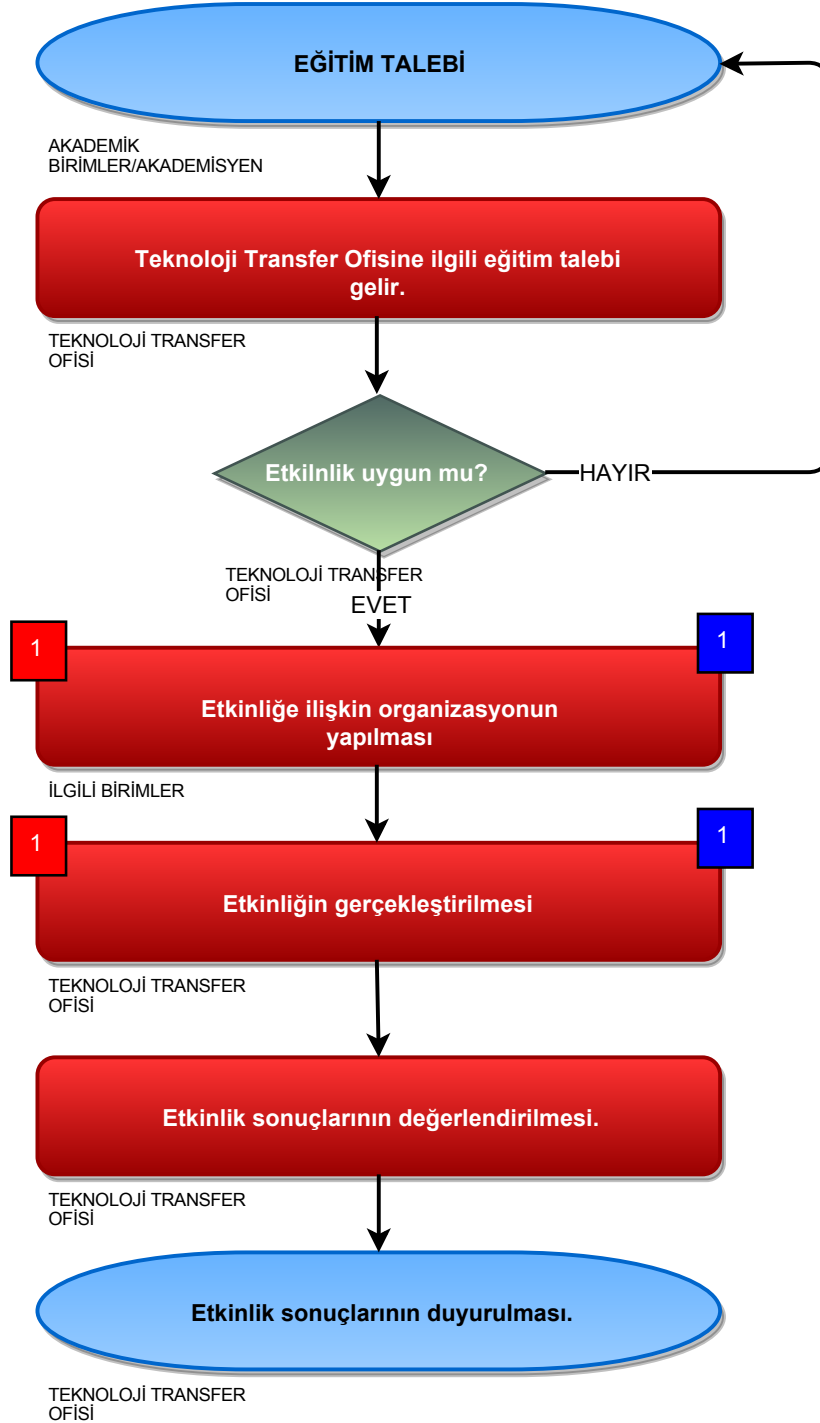 EĞİTİM TALEBİ
AKADEMİK
BİRİMLER/AKADEMİSYEN
Teknoloji Transfer Ofisine ilgili eğitim talebi
gelir.
TEKNOLOJİ TRANSFER
OFİSİ
Etkilnlik uygun mu?
HAYIR
TEKNOLOJİ TRANSFER
OFİSİ
EVET
1
1
Etkinliğe ilişkin organizasyonun
yapılması
İLGİLİ BİRİMLER
1
1
Etkinliğin gerçekleştirilmesi
TEKNOLOJİ TRANSFER
OFİSİ
Etkinlik sonuçlarının değerlendirilmesi.
TEKNOLOJİ TRANSFER
OFİSİ
Etkinlik sonuçlarının duyurulması.
TEKNOLOJİ TRANSFER
OFİSİ